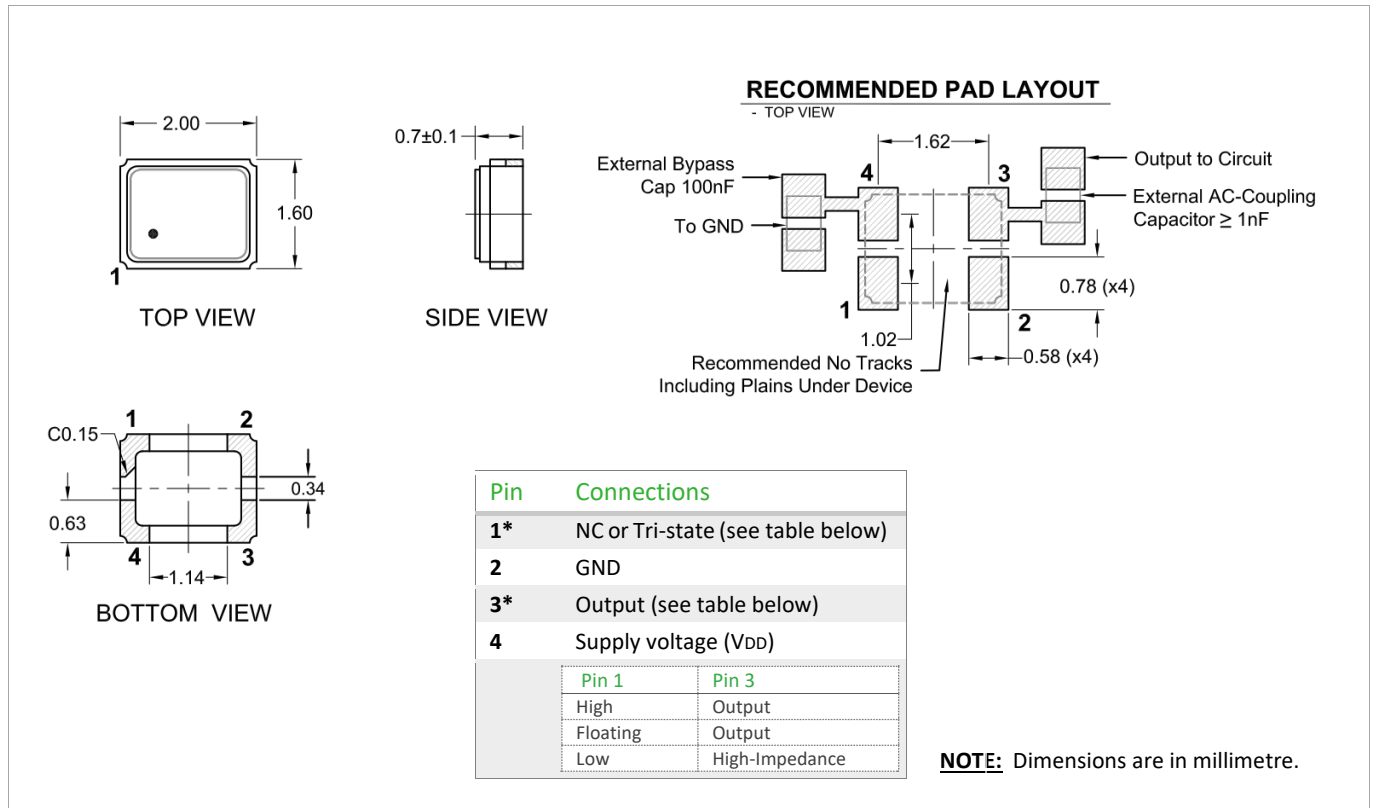 2.00
1.60
1
TOP VIEW
0.7±0.1
SIDE VIEW
RECOMMENDED PAD LAYOUT
- TOP VIEW
1.62
4
3
External Bypass
Cap 100nF
To GND
Output to Circuit
External AC-Coupling
Capacitor ≥ 1nF
0.78 (x4)
1
2
1.02
0.58 (x4)
Recommended No Tracks
Including Plains Under Device
1
2
C0.15
0.34
0.63
4
3
1.14
BOTTOM VIEW
Pin Connections
1* NC or Tri-state (see table below)
2 GND
3* Output (see table below)
4 Supply voltage (VDD)
Pin 1 Pin 3
High Output
Floating Output
Low High-Impedance
NOTE: Dimensions are in millimetre.